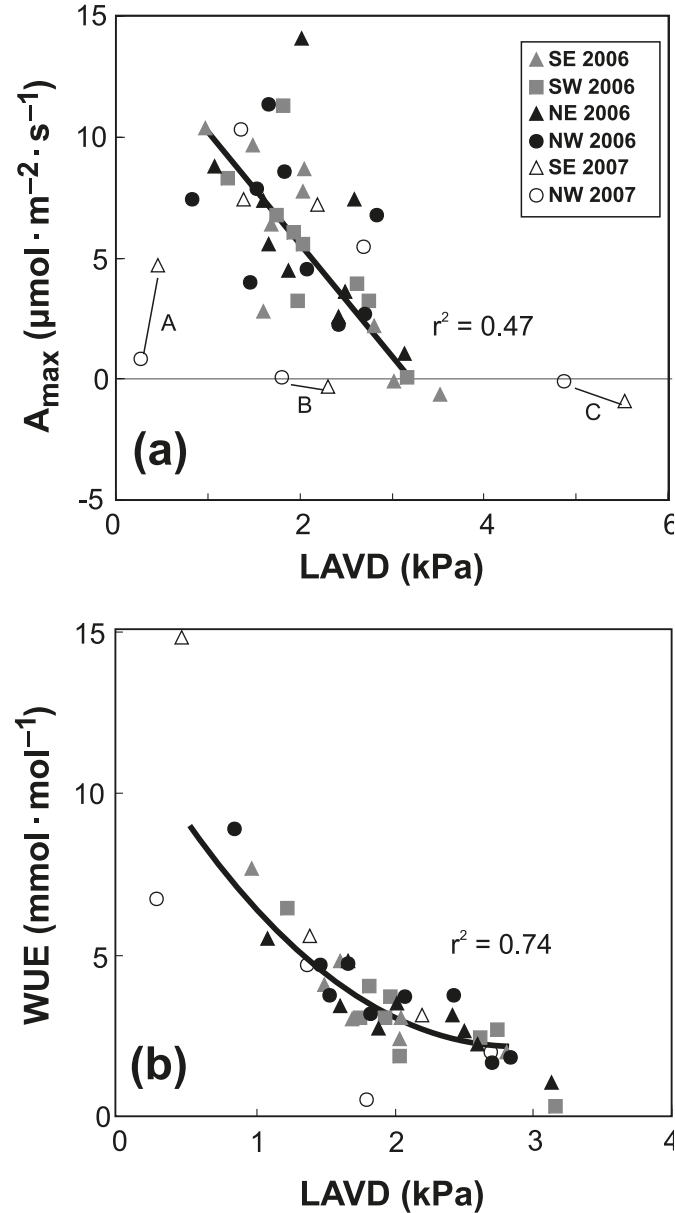 15
10
5
0
-5
A_max (μmol · m⁻² · s⁻¹)
SE 2006
SW 2006
NE 2006
NW 2006
SE 2007
NW 2007
A
B
C
r² = 0.47
(a)
0 2 4 6
LAVD (kPa)
15
10
5
0
WUE (mmol · mol⁻¹)
r² = 0.74
(b)
0 1 2 3 4
LAVD (kPa)